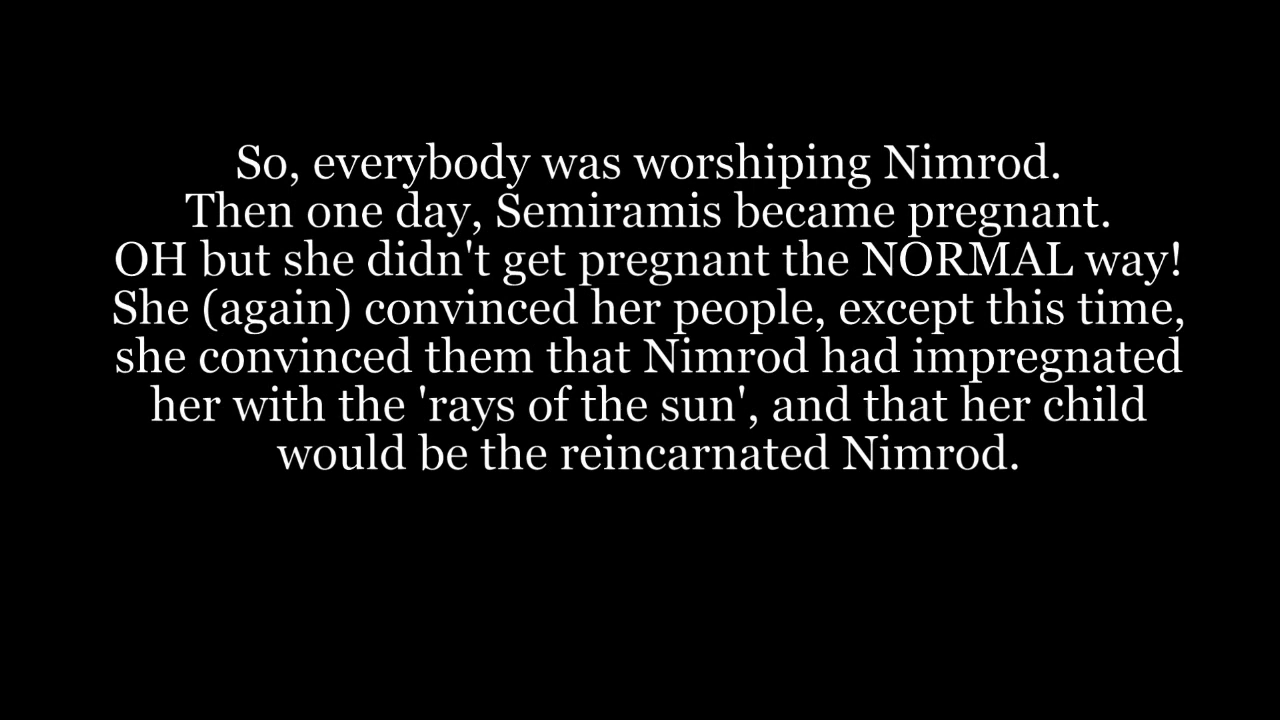 So, everybody was worshiping Nimrod.
Then one day, Semiramis became pregnant.
OH but she didn't get pregnant the NORMAL way!
She (again) convinced her people, except this time,
she convinced them that Nimrod had impregnated
her with the 'rays of the sun', and that her child
would be the reincarnated Nimrod.